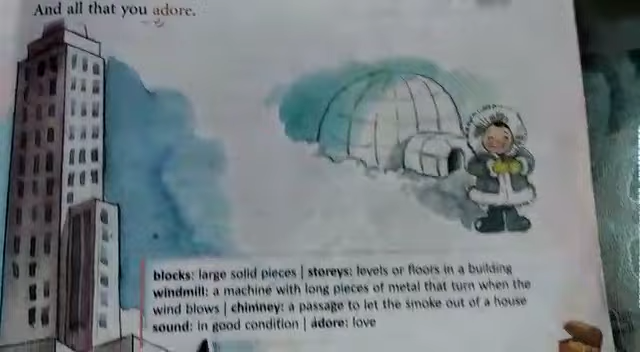 And all that you adore.
blocks: large solid pieces | storeys: levels or floors in a building
windmill: a machine with long pieces of metal that turn when the
wind blows | chimney: a passage to let the smoke out of a house
sound: in good condition | adore: love